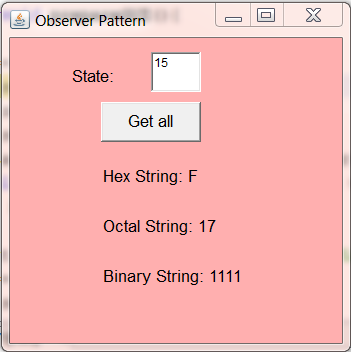 Observer Pattern
State: 15
Get all
Hex String: F
Octal String: 17
Binary String: 1111